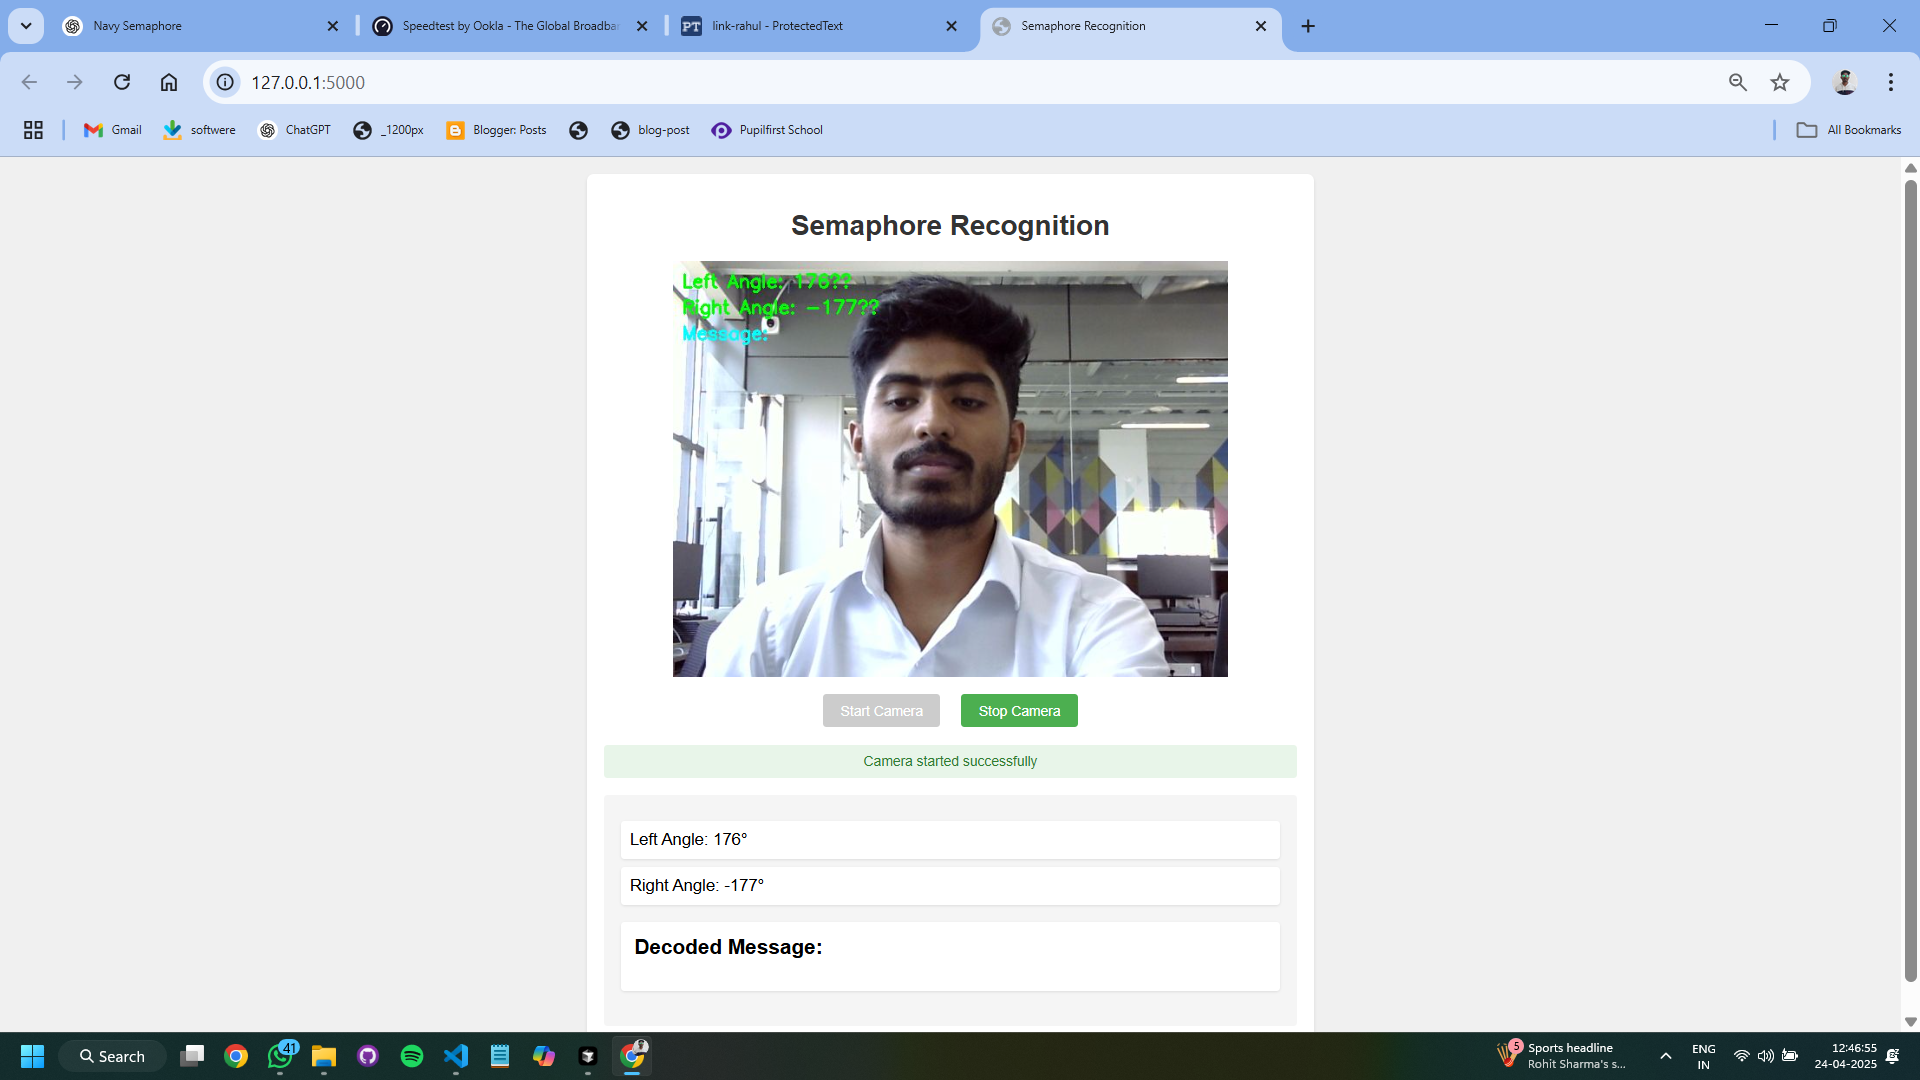 Navy Semaphore
Speedtest by Ookla - The Global Broadba
PT
link-rahul - ProtectedText
Semaphore Recognition
127.0.0.1:5000
Gmail
softwere
ChatGPT
_1200px
Blogger: Posts
blog-post
Pupilfirst School
All Bookmarks
Semaphore Recognition
Left Angle: 176??
Right Angle: -177??
Message:
Start Camera
Stop Camera
Camera started successfully
Left Angle: 176°
Right Angle: -177°
Decoded Message:
Search
41
5
Sports headline
Rohit Sharma's s...
ENG
IN
12:46:55
24-04-2025